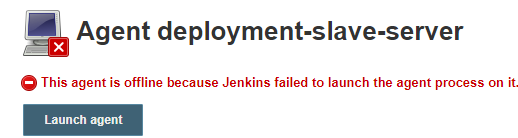 Agent deployment-slave-server
This agent is offline because Jenkins failed to launch the agent process on it.
Launch agent